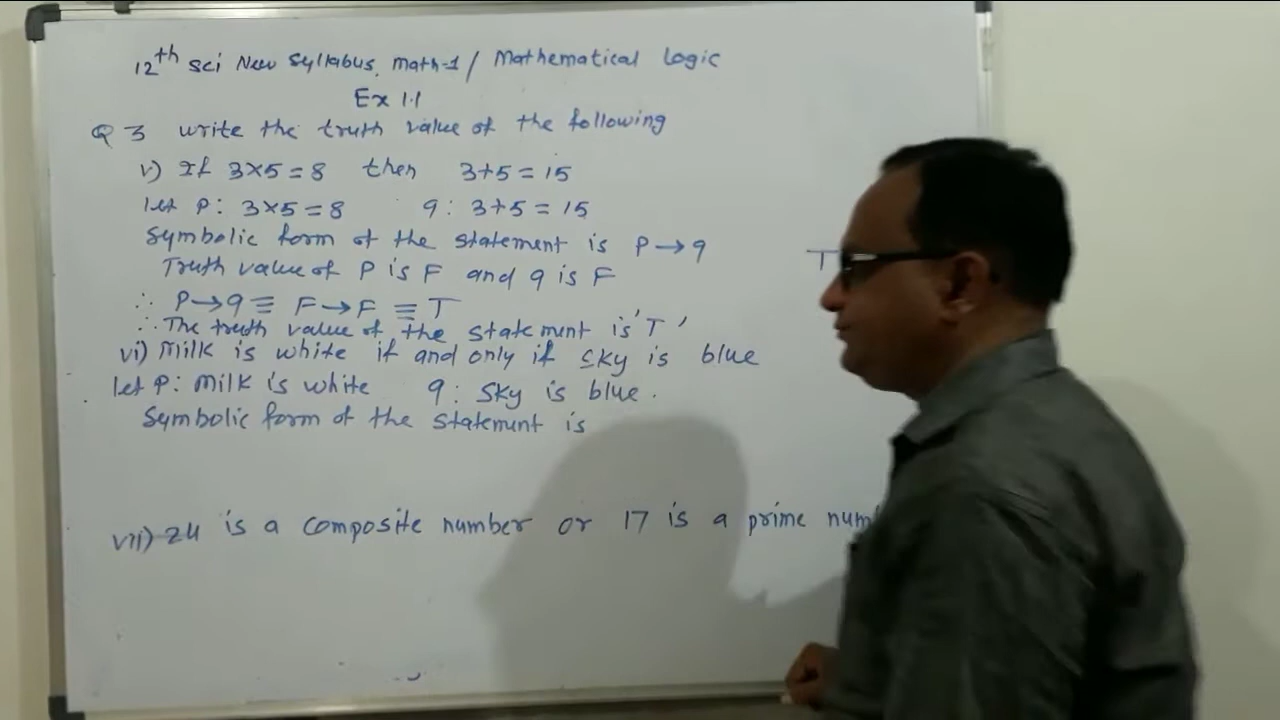 12th sci New syllabus, math-1 / Mathematical Logic
Ex 1.1
Q 3 write the truth value of the following
v) If 3×5=8 then 3+5=15
let P: 3×5=8 q: 3+5=15
Symbolic form of the statement is P→q
T
Truth value of P is F and q is F
∴ P→q ≡ F→F ≡ T
∴ The truth value of the statement is 'T'
vi) Milk is white if and only if sky is blue
let P: Milk is white q: Sky is blue.
Symbolic form of the statement is
vii) 24 is a composite number or 17 is a prime num